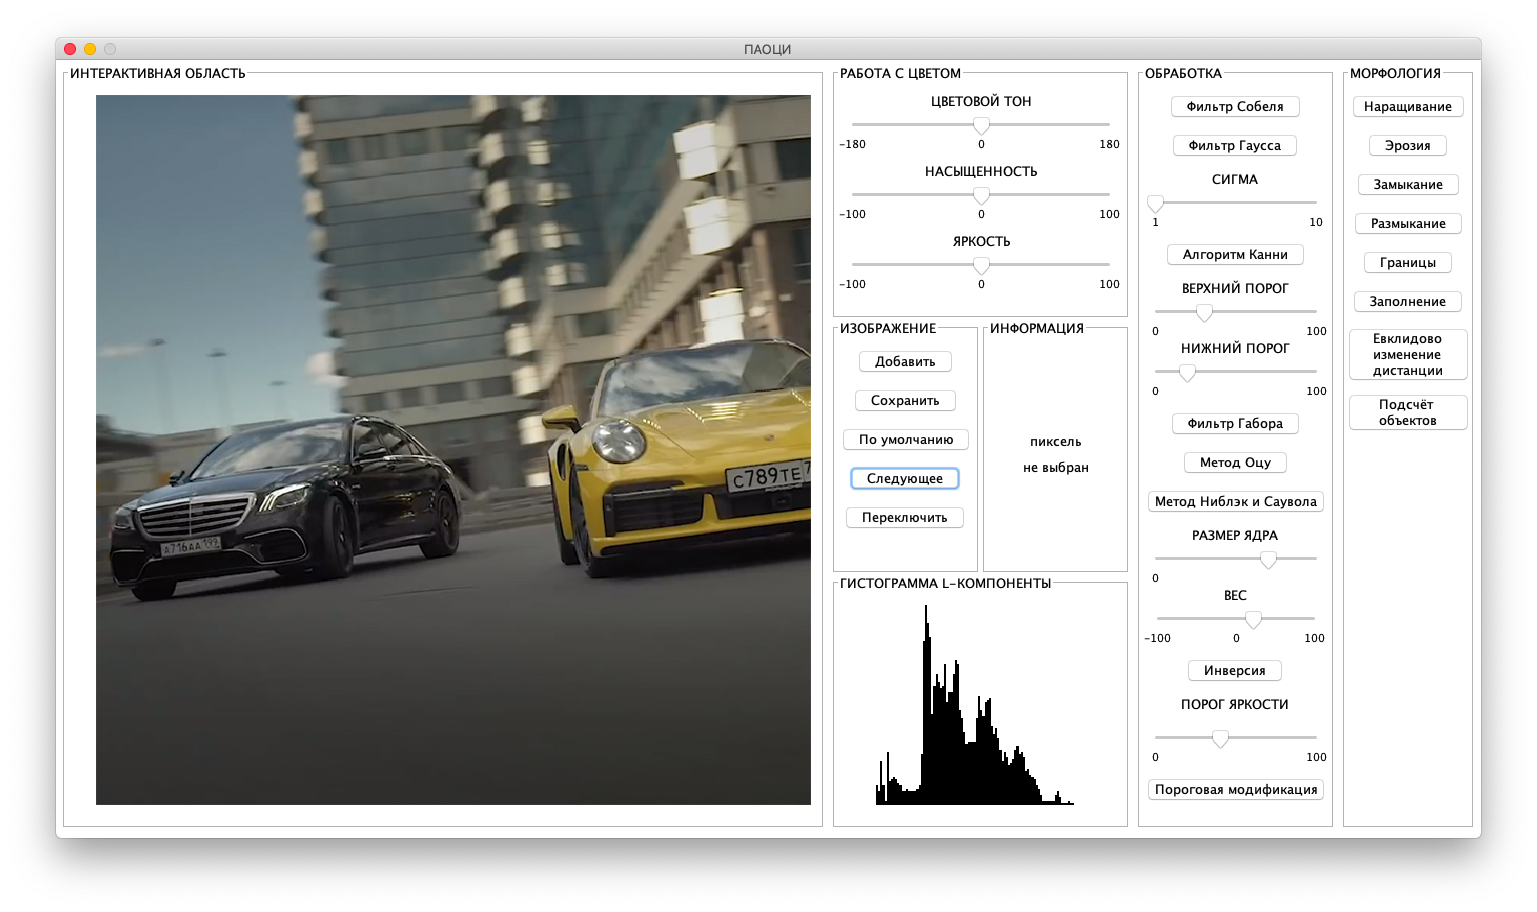 ПАОЦИ
ИНТЕРАКТИВНАЯ ОБЛАСТЬ
А716АА 199
С789ТЕ 7
РАБОТА С ЦВЕТОМ
ЦВЕТОВОЙ ТОН
-180 0 180
НАСЫЩЕННОСТЬ
-100 0 100
ЯРКОСТЬ
-100 0 100
ИЗОБРАЖЕНИЕ
Добавить
Сохранить
По умолчанию
Следующее
Переключить
ИНФОРМАЦИЯ
пиксель
не выбран
ГИСТОГРАММА L-КОМПОНЕНТЫ
ОБРАБОТКА
Фильтр Собеля
Фильтр Гаусса
СИГМА
1 10
Алгоритм Канни
ВЕРХНИЙ ПОРОГ
0 100
НИЖНИЙ ПОРОГ
0 100
Фильтр Габора
Метод Оцу
Метод Ниблэк и Саувола
РАЗМЕР ЯДРА
0
ВЕС
-100 0 100
Инверсия
ПОРОГ ЯРКОСТИ
0 100
Пороговая модификация
МОРФОЛОГИЯ
Наращивание
Эрозия
Замыкание
Размыкание
Границы
Заполнение
Евклидово
изменение
дистанции
Подсчёт
объектов